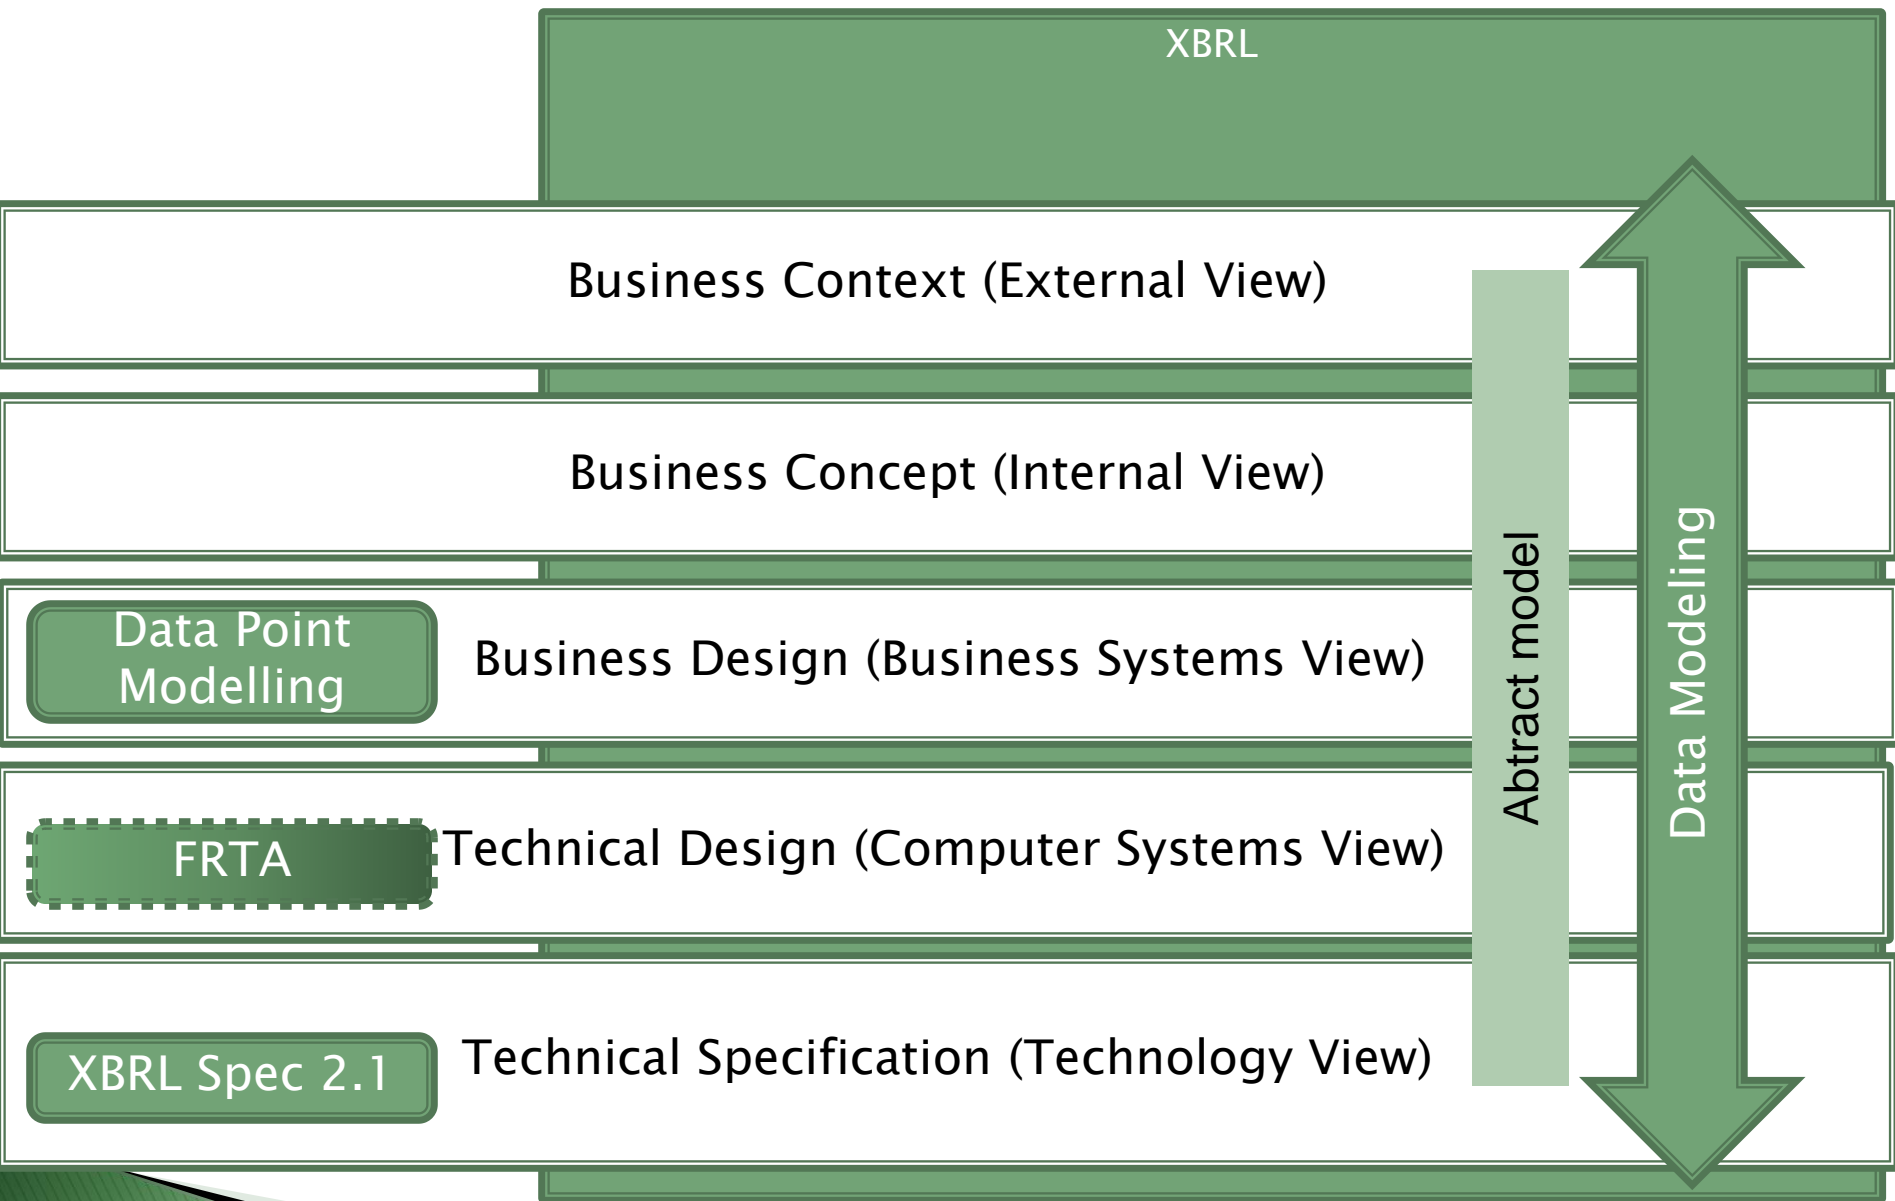 XBRL
Business Context (External View)
Business Concept (Internal View)
Data Point
Modelling
Business Design (Business Systems View)
FRTA
Technical Design (Computer Systems View)
XBRL Spec 2.1
Technical Specification (Technology View)
Abtract model
Data Modeling